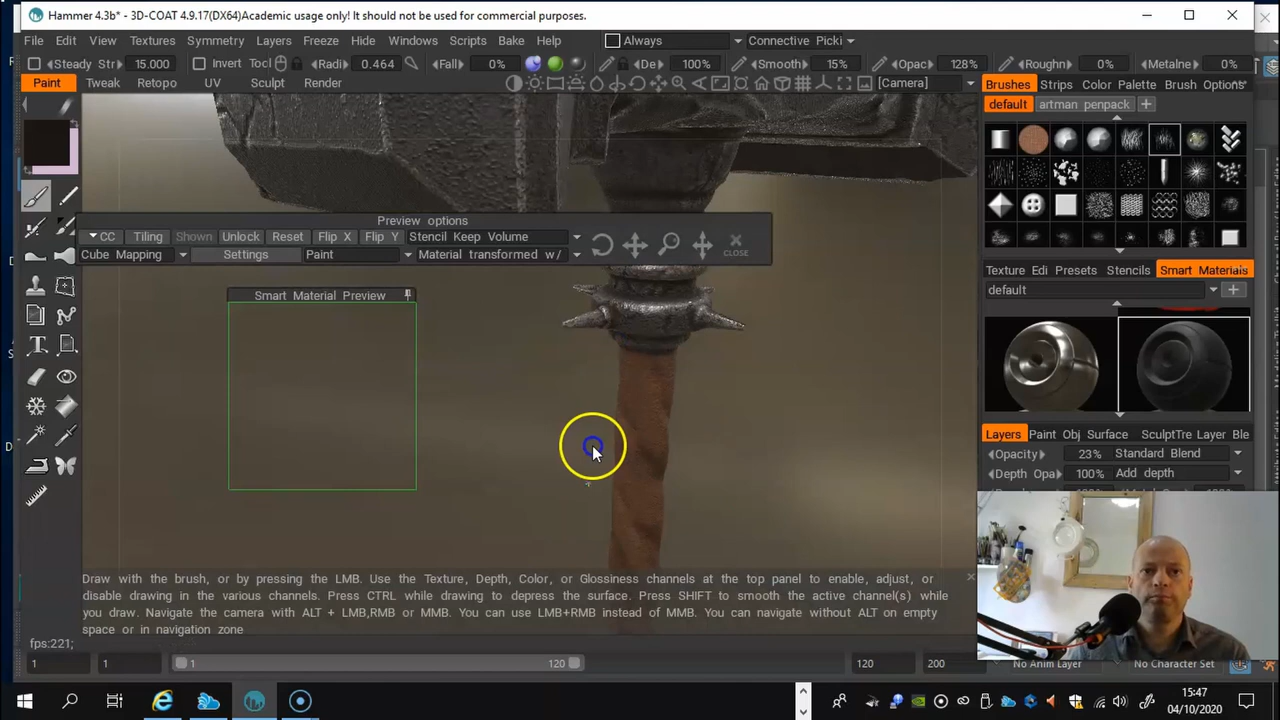 Hammer 4.3b* - 3D-COAT 4.9.17(DX64)Academic usage only! It should not be used for commercial purposes.
File Edit View Textures Symmetry Layers Freeze Hide Windows Scripts Bake Help Always Connective Picki
Steady Str 15.000 Invert Tool Radi 0.464 Fall 0% De 100% Smooth 15% Opac 128% Roughn 0% Metalne 0%
Paint Tweak Retopo UV Sculpt Render [Camera]
Brushes Strips Color Palette Brush Options
default artman penpack
Preview options
CC Tiling Shown Unlock Reset Flip X Flip Y Stencil Keep Volume
Cube Mapping Settings Paint Material transformed w/ CLOSE
Texture Edi Presets Stencils Smart Materials
default
Smart Material Preview
Layers Paint Obj Surface SculptTre Layer Ble
Opacity 23% Standard Blend
Depth Opa 100% Add depth
Draw with the brush, or by pressing the LMB. Use the Texture, Depth, Color, or Glossiness channels at the top panel to enable, adjust, or
disable drawing in the various channels. Press CTRL while drawing to depress the surface. Press SHIFT to smooth the active channel(s) while
you draw. Navigate the camera with ALT + LMB,RMB or MMB. You can use LMB+RMB instead of MMB. You can navigate without ALT on empty
space or in navigation zone
fps:221;
1 1 1 120 120 200 No Anim Layer No Character Set
15:47
04/10/2020